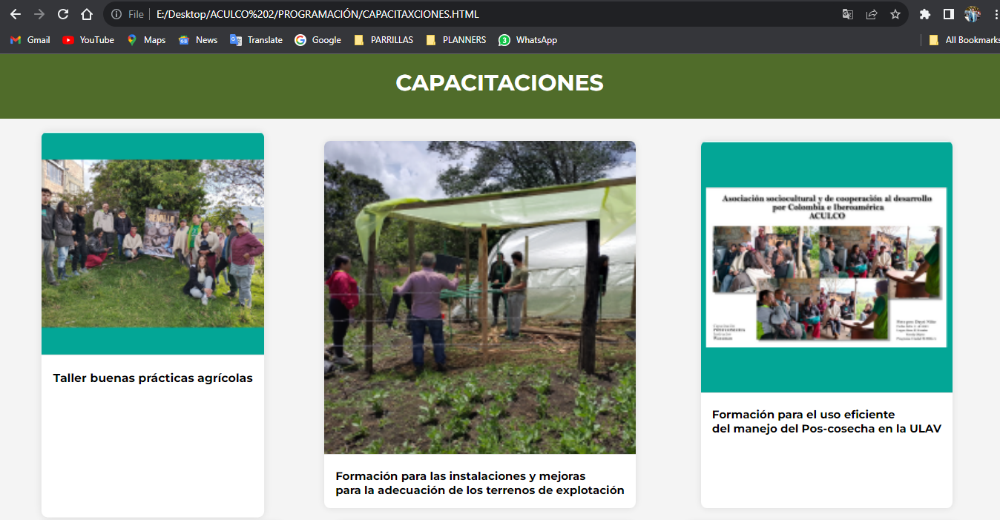 File
E:/Desktop/ACULCO%202/PROGRAMACIÓN/CAPACITAXCIONES.HTML
Gmail YouTube Maps News Translate Google PARRILLAS PLANNERS 3 WhatsApp All Bookmarks
CAPACITACIONES
Taller buenas prácticas agrícolas
Formación para las instalaciones y mejoras
para la adecuación de los terrenos de explotación
Asociación sociocultural y de cooperación al desarrollo
por Colombia e Iberoamérica
ACULCO
Formación para el uso eficiente
del manejo del Pos-cosecha en la ULAV